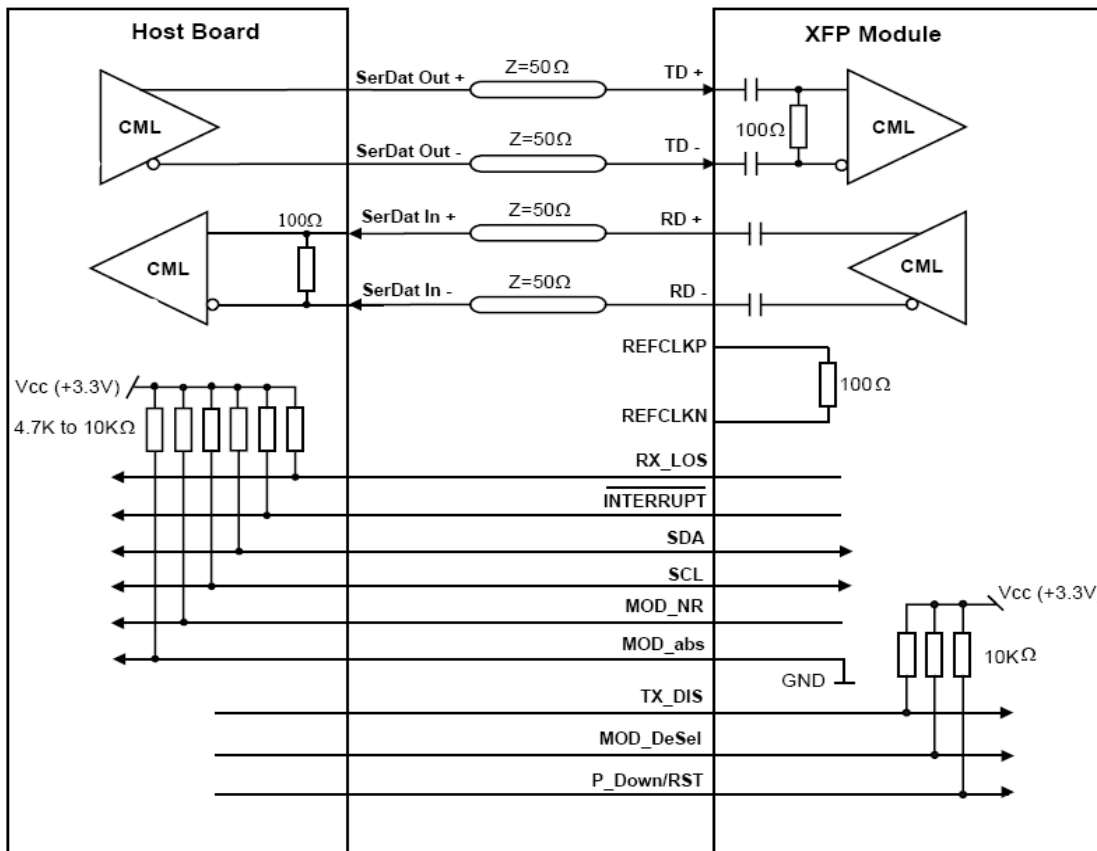 Host Board
XFP Module
SerDat Out +
Z=50Ω
TD +
CML
100Ω
CML
SerDat Out -
Z=50Ω
TD -
100Ω
SerDat In +
Z=50Ω
RD +
CML
CML
SerDat In -
Z=50Ω
RD -
REFCLKP
100Ω
REFCLKN
Vcc (+3.3V)
4.7K to 10KΩ
RX_LOS
INTERRUPT
SDA
SCL
MOD_NR
Vcc (+3.3V
MOD_abs
10KΩ
GND
TX_DIS
MOD_DeSel
P_Down/RST